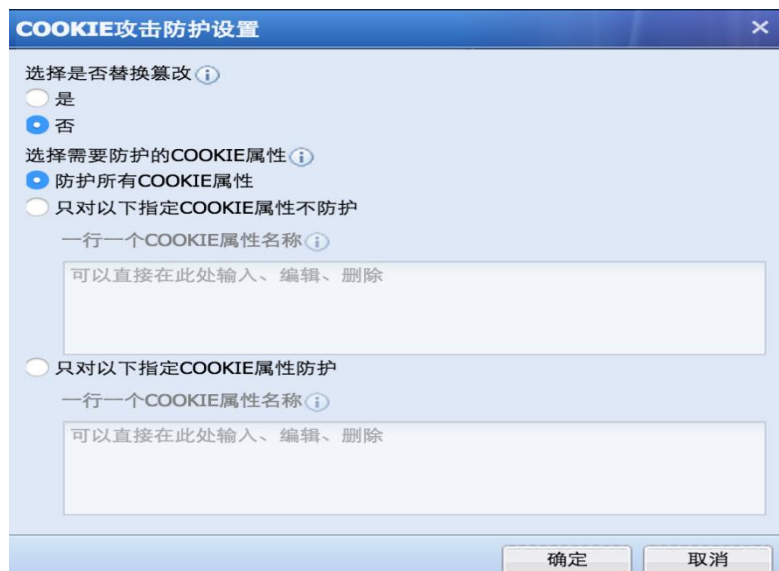 COOKIE攻击防护设置
选择是否替换篡改
是
否
选择需要防护的COOKIE属性
防护所有COOKIE属性
只对以下指定COOKIE属性不防护
一行一个COOKIE属性名称
可以直接在此处输入、编辑、删除
只对以下指定COOKIE属性防护
一行一个COOKIE属性名称
可以直接在此处输入、编辑、删除
确定 取消